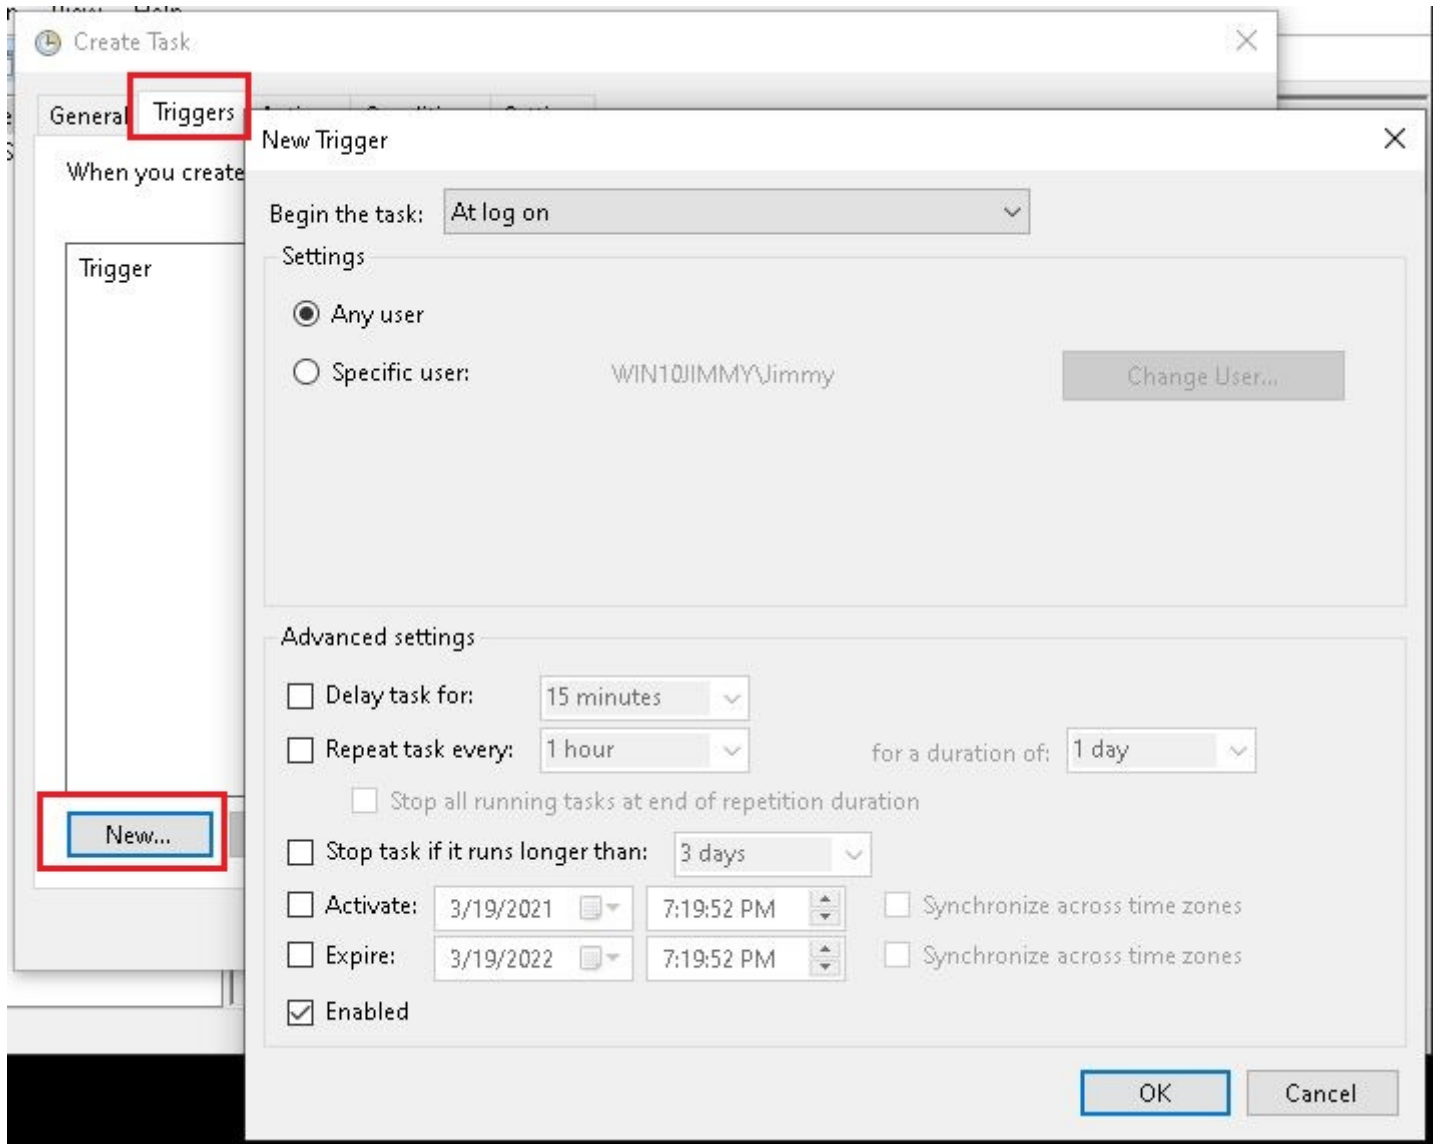 View Help
Create Task
General Triggers
New Trigger
When you create
Begin the task: At log on
Settings
Trigger
Any user
Specific user: WIN10JIMMY\Jimmy Change User...
Advanced settings
Delay task for: 15 minutes
Repeat task every: 1 hour for a duration of: 1 day
Stop all running tasks at end of repetition duration
New...
Stop task if it runs longer than: 3 days
Activate: 3/19/2021 7:19:52 PM Synchronize across time zones
Expire: 3/19/2022 7:19:52 PM Synchronize across time zones
Enabled
OK Cancel